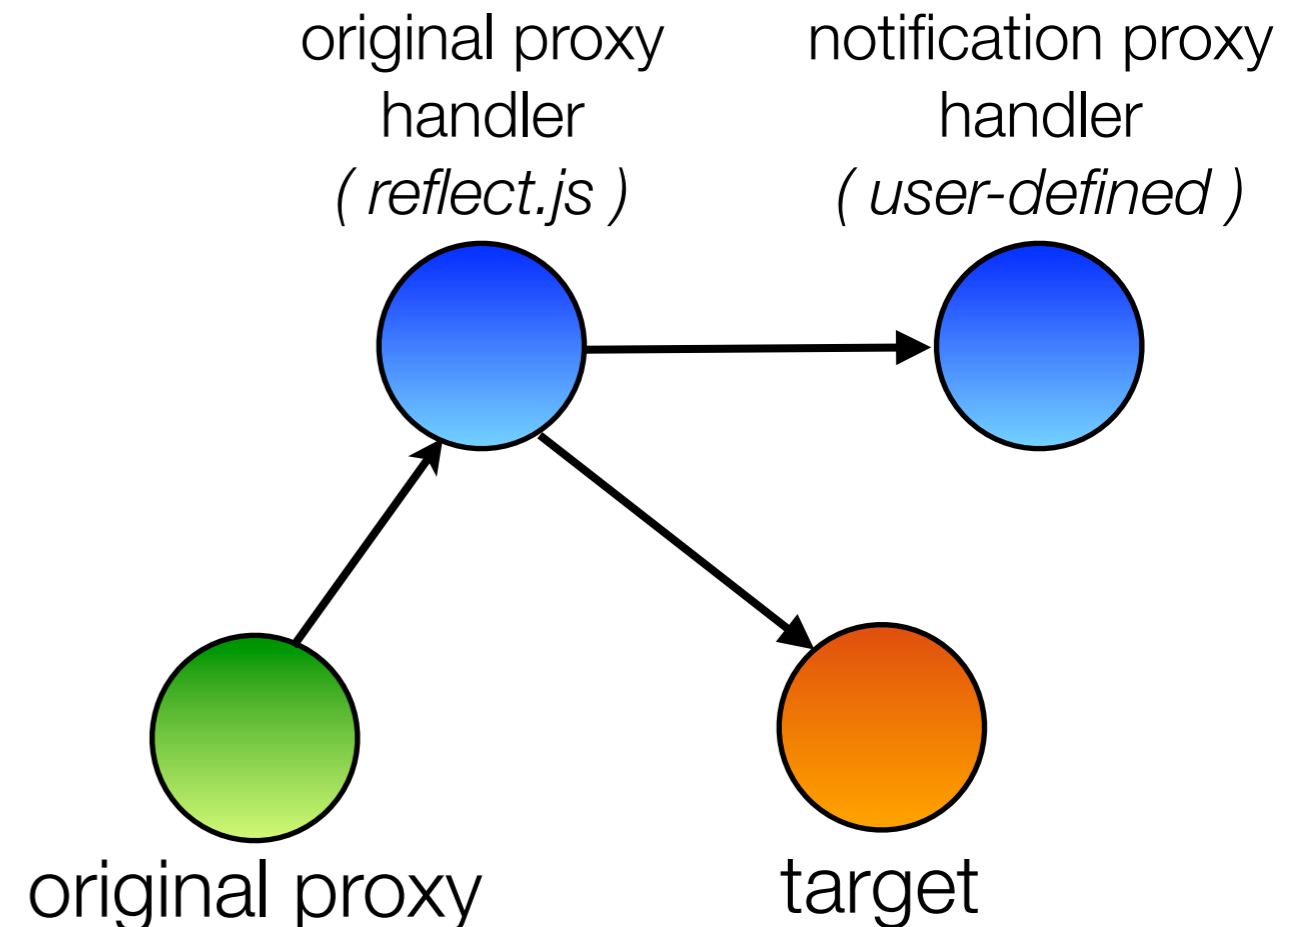 original proxy
handler
( reflect.js )
notification proxy
handler
( user-defined )
original proxy
target